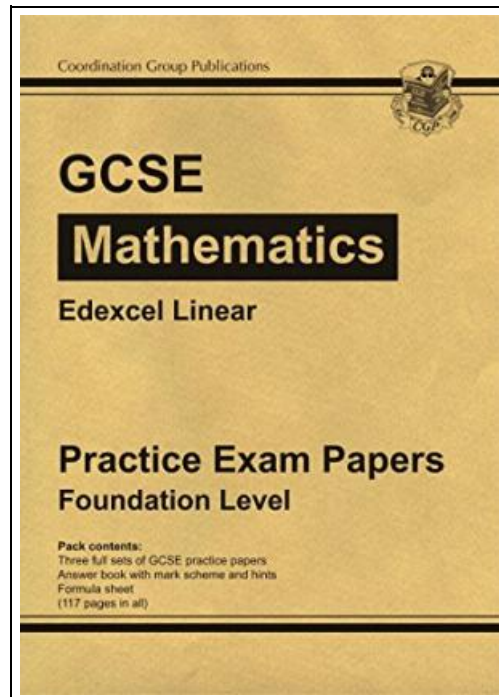 Coordination Group Publications
CGP
GCSE
Mathematics
Edexcel Linear
Practice Exam Papers
Foundation Level
Pack contents:
Three full sets of GCSE practice papers
Answer book with mark scheme and hints
Formula sheet
(117 pages in all)